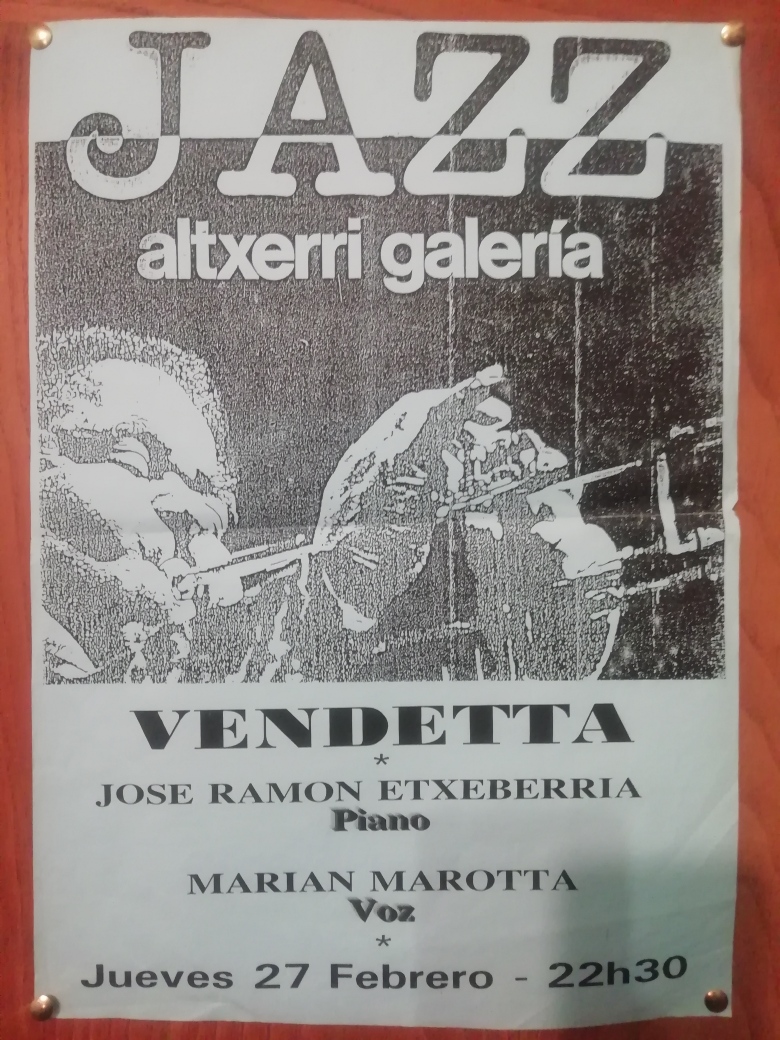 JAZZ
altxerri galería
VENDETTA
*
JOSE RAMON ETXEBERRIA
Piano
MARIAN MAROTTA
Voz
*
Jueves 27 Febrero - 22h30